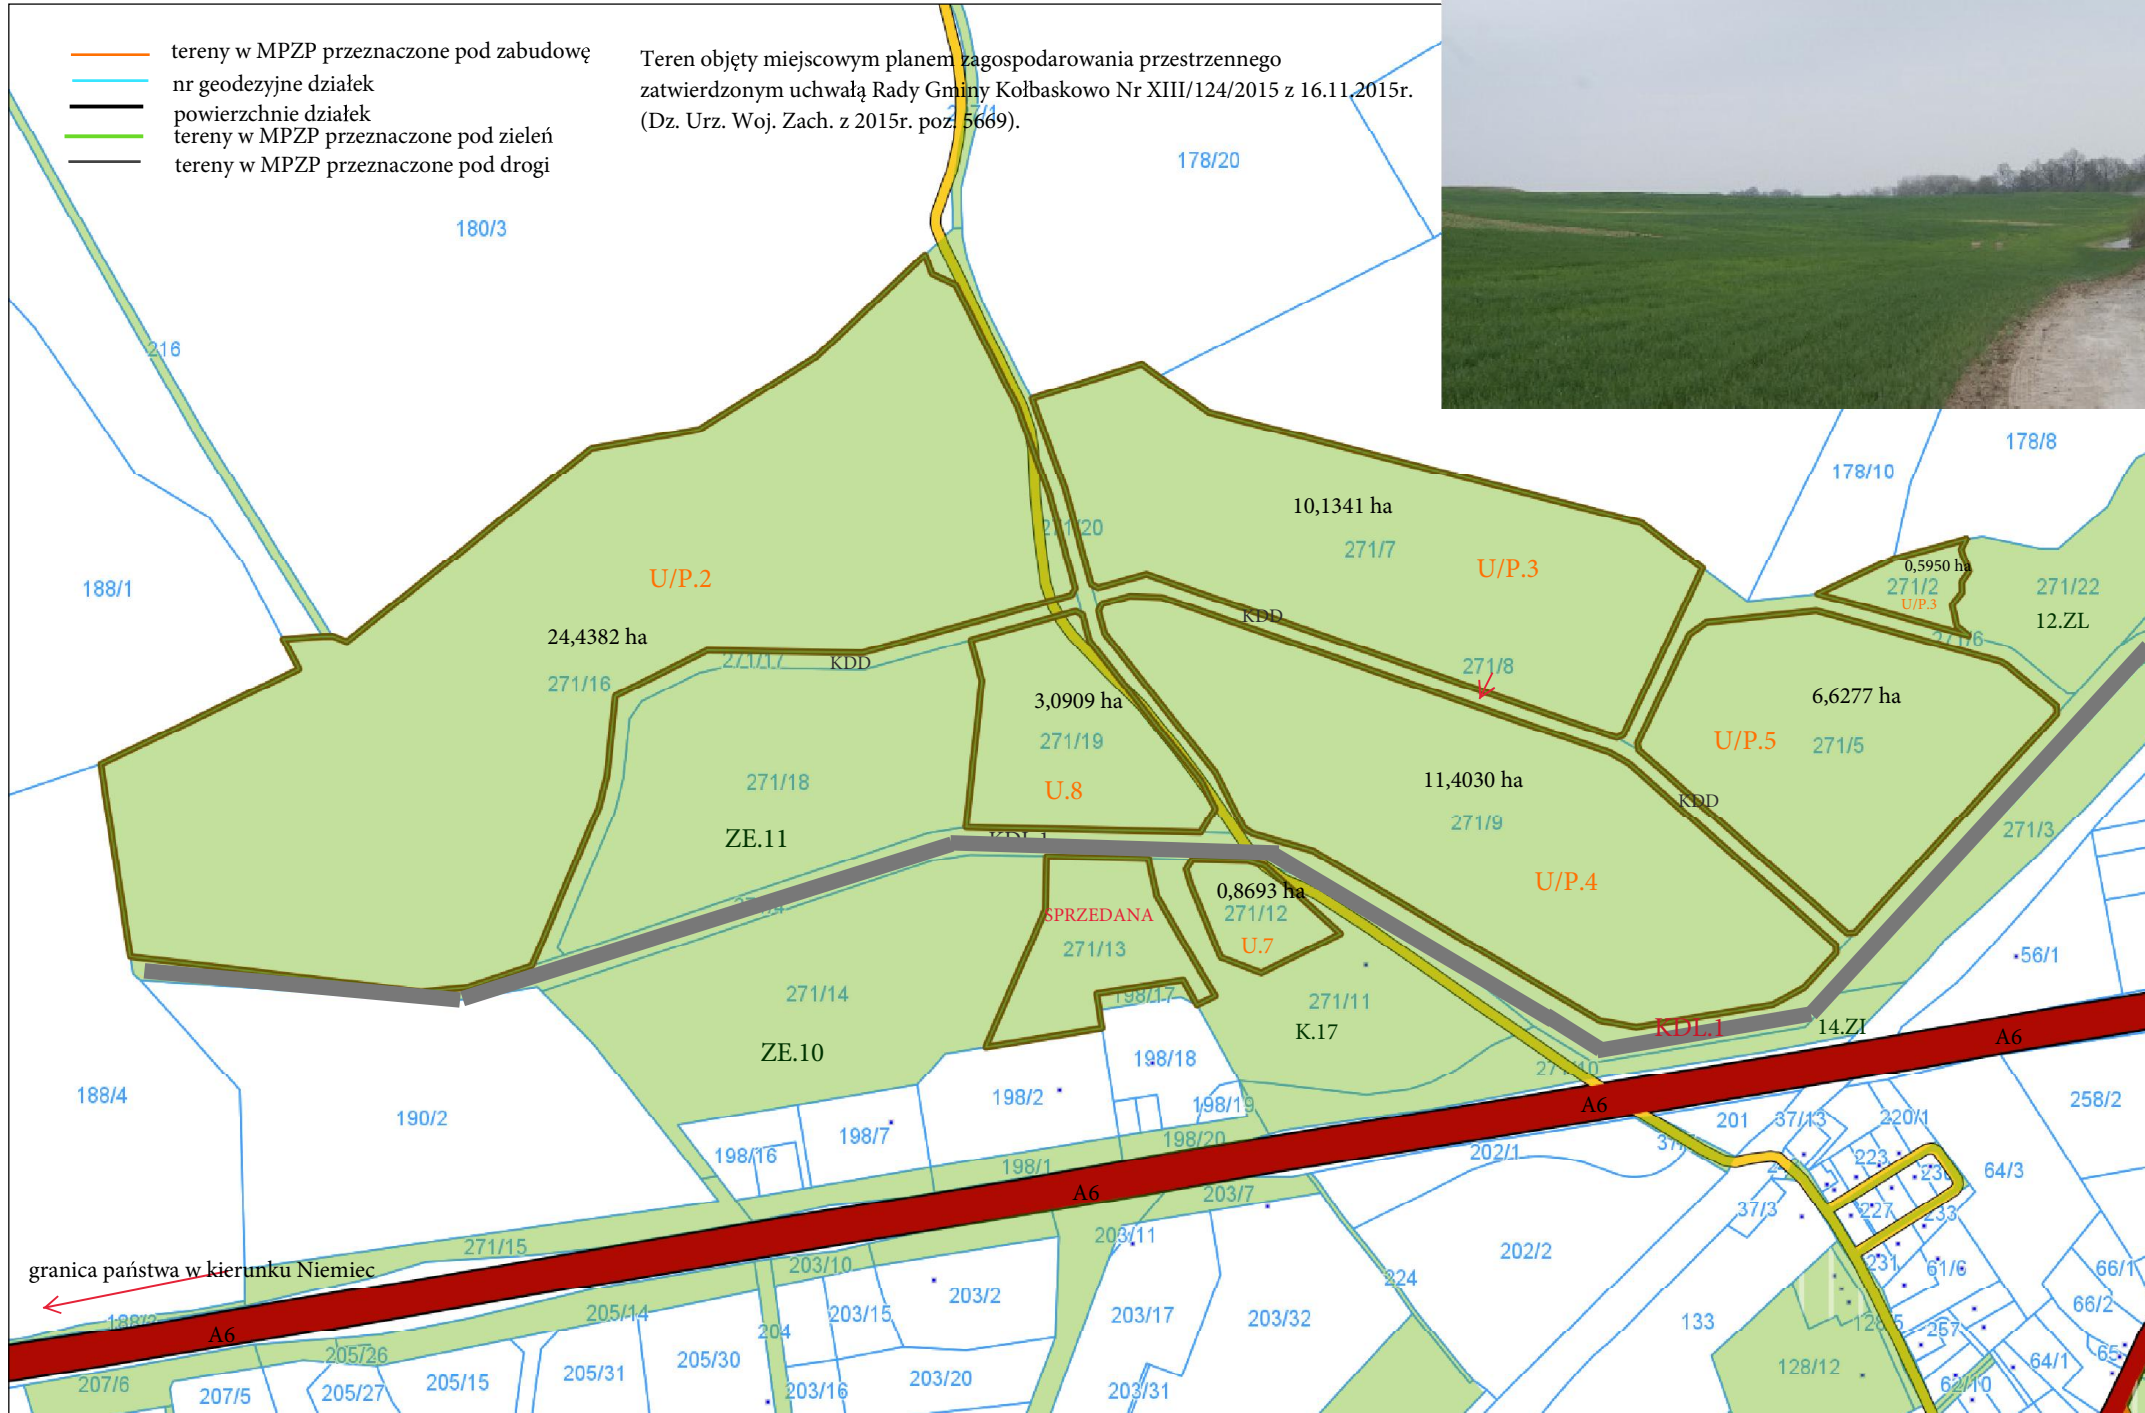 tereny w MPZP przeznaczone pod zabudowę
nr geodezyjne działek
powierzchnie działek
tereny w MPZP przeznaczone pod zieleń
tereny w MPZP przeznaczone pod drogi
Teren objęty miejscowym planem zagospodarowania przestrzennego
zatwierdzonym uchwałą Rady Gminy Kołbaskowo Nr XIII/124/2015 z 16.11.2015r.
(Dz. Urz. Woj. Zach. z 2015r. poz. 5669).
178/20
180/3
216
178/8
178/10
10,1341 ha
271/20
271/7
U/P.3
U/P.2
188/1
0,5950 ha
271/2
271/22
U/P.3
12.ZL
KDD
24,4382 ha
271/6
271/17
KDD
271/8
271/16
3,0909 ha
6,6277 ha
271/19
U/P.5
271/5
271/18
11,4030 ha
U.8
KDD
271/9
271/3
ZE.11
KDL.1
U/P.4
0,8693 ha
SPRZEDANA
271/12
271/13
U.7
56/1
271/14
198/17
271/11
K.17
KDL.1
14.ZI
A6
ZE.10
198/18
271/10
188/4
190/2
198/2
198/19
A6
258/2
201
37/13
220/1
198/7
198/20
198/16
198/1
202/1
223
64/3
A6
203/7
37/3
227
233
203/11
271/15
202/2
granica państwa w kierunku Niemiec
203/10
231
61/6
66/1
224
203/2
66/2
205/14
203/15
203/17
203/32
133
A6
204
257
205/26
205/30
128/12
64/1
207/6
207/5
205/27
205/15
205/31
203/16
203/20
203/31
62/10